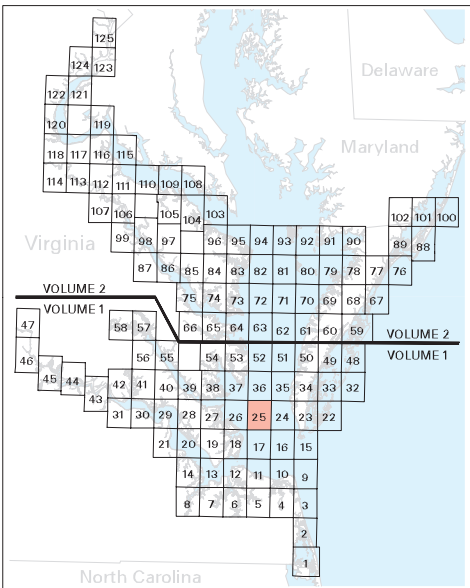 125
124 123
Delaware
122 121
120 119
Maryland
118 117 116 115
114 113 112 111 110 109 108
107 106 105 104 103 102 101 100
Virginia
99 98 97 96 95 94 93 92 91 90 89 88
87 86 85 84 83 82 81 80 79 78 77 76
VOLUME 2
75 74 73 72 71 70 69 68 67
VOLUME 1
47 58 57 66 65 64 63 62 61 60 59
VOLUME 2
46 56 55 54 53 52 51 50 49 48
VOLUME 1
45 44 43 42 41 40 39 38 37 36 35 34 33 32
31 30 29 28 27 26 25 24 23 22
21 20 19 18 17 16 15
14 13 12 11 10 9
8 7 6 5 4 3
2
1
North Carolina